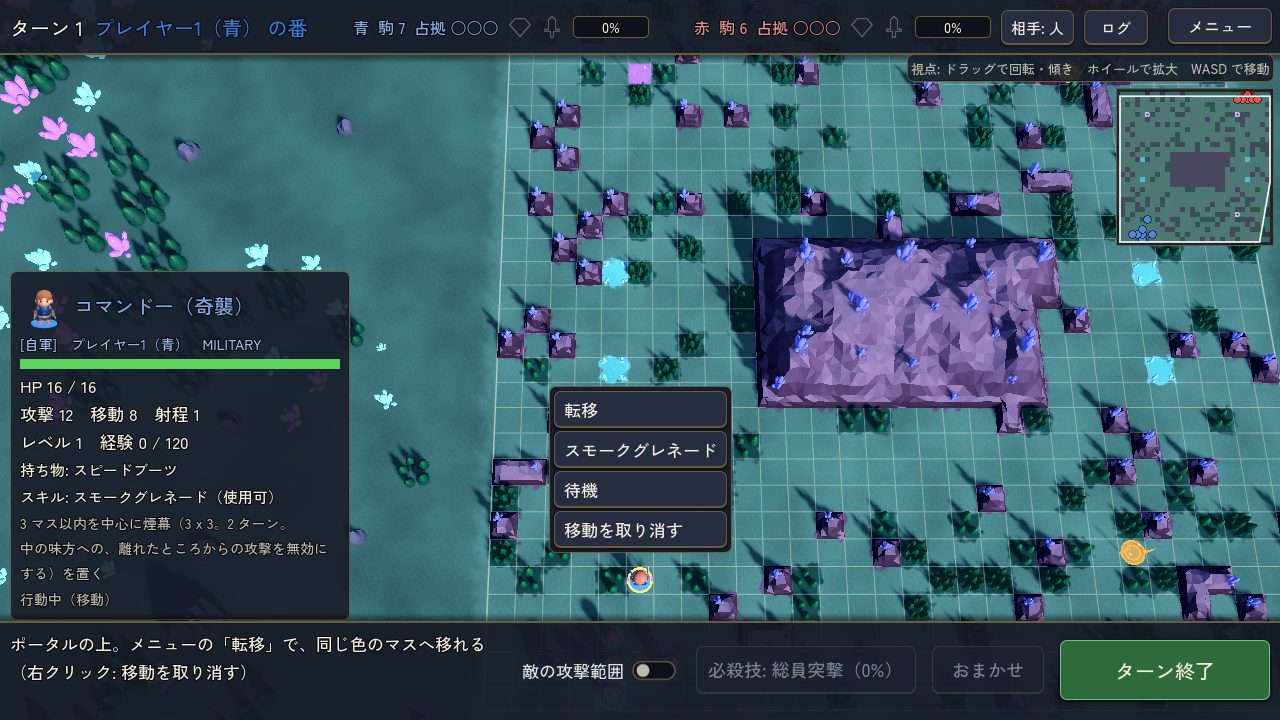 ターン 1 プレイヤー1（青） の番
青 駒 7 占拠 〇〇〇 0%
赤 駒 6 占拠 〇〇〇 0%
相手: 人
ログ
メニュー
視点: ドラッグで回転・傾き ホイールで拡大 WASD で移動
コマンドー（奇襲）
[自軍] プレイヤー1（青） MILITARY
HP 16 / 16
攻撃 12 移動 8 射程 1
レベル 1 経験 0 / 120
持ち物: スピードブーツ
スキル: スモークグレネード（使用可）
3 マス以内を中心に煙幕（3 x 3。2 ターン。
中の味方への、離れたところからの攻撃を無効に
する）を置く
行動中（移動）
転移
スモークグレネード
待機
移動を取り消す
ポータルの上。メニューの「転移」で、同じ色のマスへ移れる
（右クリック: 移動を取り消す）
敵の攻撃範囲
必殺技: 総員突撃（0%）
おまかせ
ターン終了